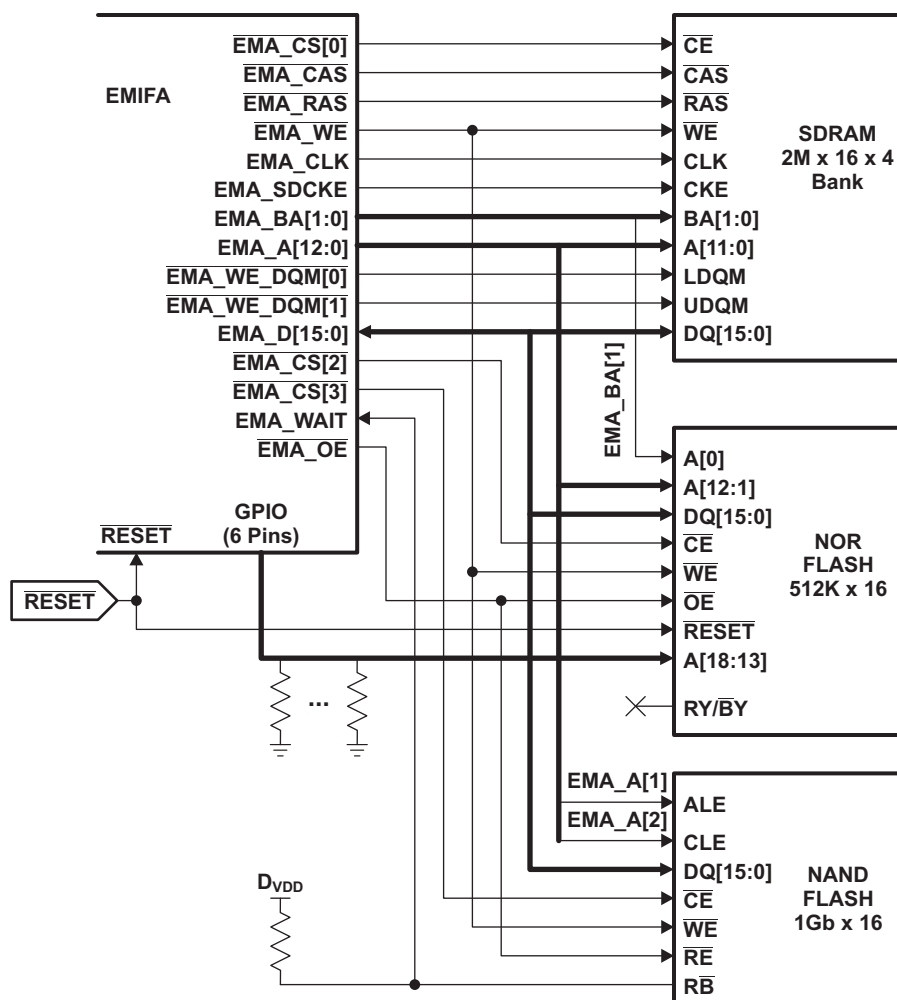 EMIFA
EMA_CS[0]
EMA_CAS
EMA_RAS
EMA_WE
EMA_CLK
EMA_SDCKE
EMA_BA[1:0]
EMA_A[12:0]
EMA_WE_DQM[0]
EMA_WE_DQM[1]
EMA_D[15:0]
EMA_CS[2]
EMA_CS[3]
EMA_WAIT
EMA_OE
GPIO
(6 Pins)
RESET
RESET
...
DVDD
EMA_BA[1]
CE
CAS
RAS
WE
CLK
CKE
BA[1:0]
A[11:0]
LDQM
UDQM
DQ[15:0]
SDRAM
2M x 16 x 4
Bank
A[0]
A[12:1]
DQ[15:0]
CE
WE
OE
RESET
A[18:13]
RY/BY
NOR
FLASH
512K x 16
EMA_A[1]
EMA_A[2]
ALE
CLE
DQ[15:0]
CE
WE
RE
RB
NAND
FLASH
1Gb x 16